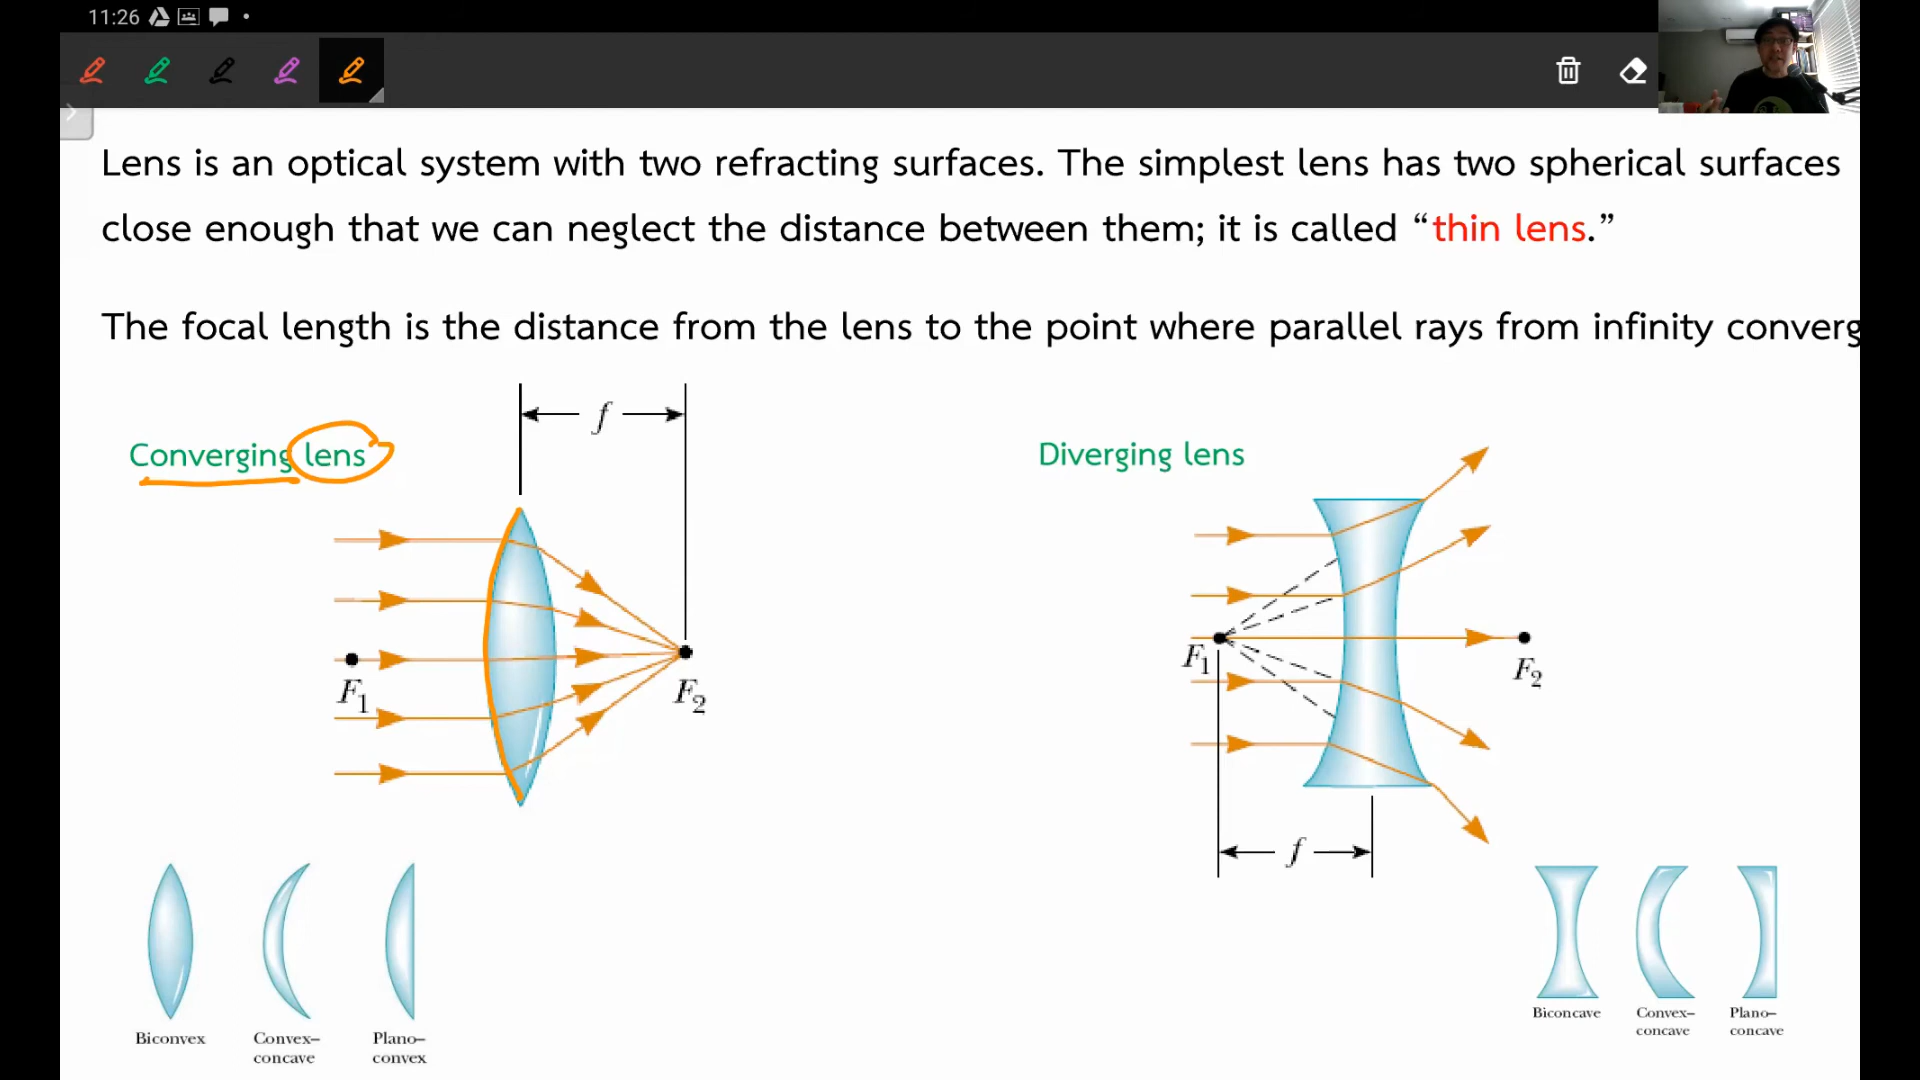 11:26
Lens is an optical system with two refracting surfaces. The simplest lens has two spherical surfaces
close enough that we can neglect the distance between them; it is called “thin lens.”
The focal length is the distance from the lens to the point where parallel rays from infinity converg
f
Converging lens
Diverging lens
F1
F2
F1
F2
f
Biconvex
Convex–
concave
Plano–
convex
Biconcave
Convex–
concave
Plano–
concave